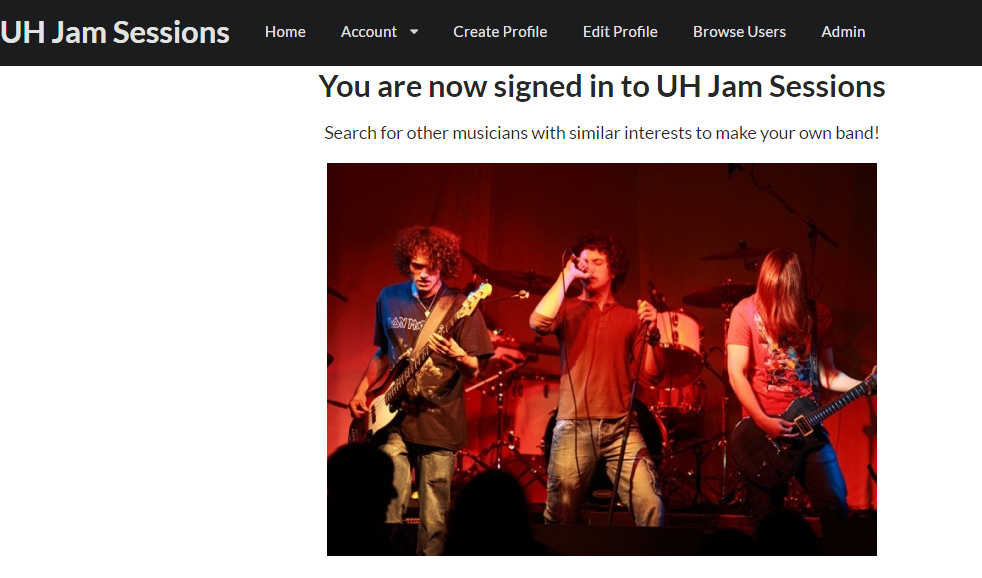 UH Jam Sessions
Home
Account
Create Profile
Edit Profile
Browse Users
Admin
You are now signed in to UH Jam Sessions
Search for other musicians with similar interests to make your own band!